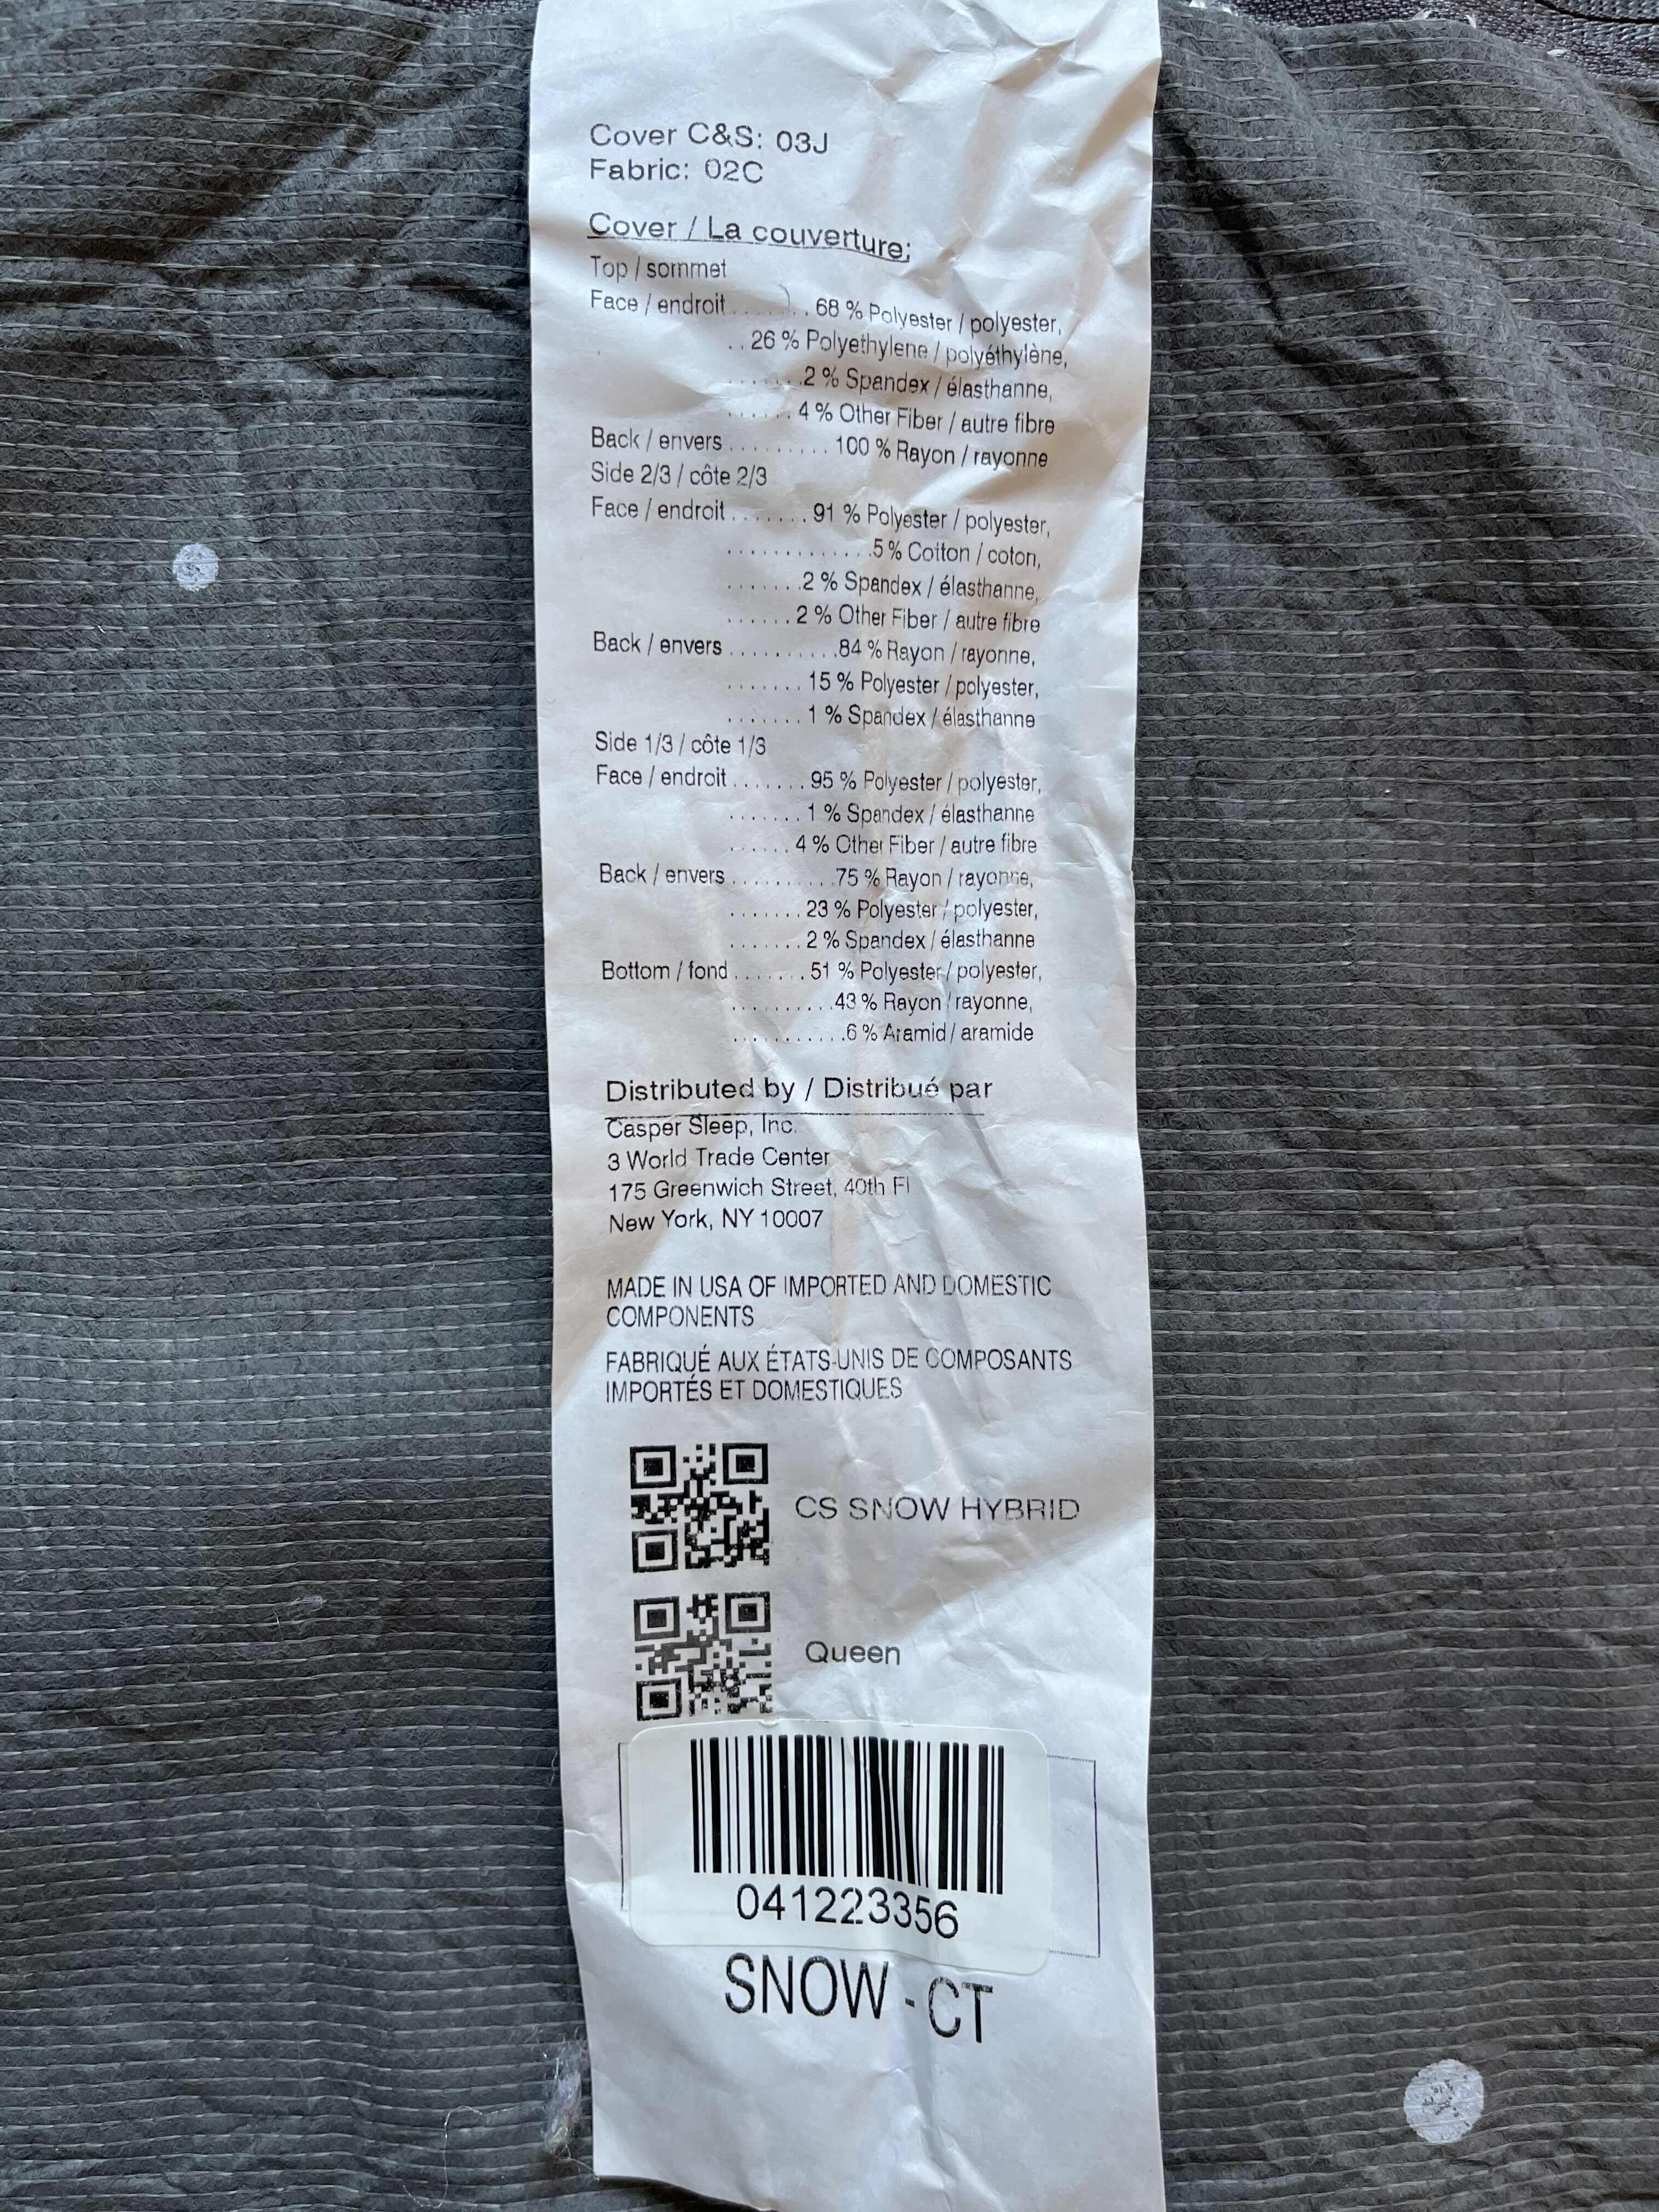 Cover C&S: 03J
Fabric: 02C
Cover / La couverture:
Top / sommet
Face / endroit ........ 68 % Polyester / polyester,
.. 26 % Polyethylene / polyéthylène,
.......2 % Spandex / élasthanne,
...... 4 % Other Fiber / autre fibre
Back / envers ......... 100 % Rayon / rayonne
Side 2/3 / côte 2/3
Face / endroit ....... 91 % Polyester / polyester,
.............5 % Cotton / coton,
.......2 % Spandex / élasthanne,
...... 2 % Other Fiber / autre fibre
Back / envers ..........84 % Rayon / rayonne,
....... 15 % Polyester / polyester,
....... 1 % Spandex / élasthanne
Side 1/3 / côte 1/3
Face / endroit ....... 95 % Polyester / polyester,
....... 1 % Spandex / élasthanne
...... 4 % Other Fiber / autre fibre
Back / envers ..........75 % Rayon / rayonne,
....... 23 % Polyester / polyester,
....... 2 % Spandex / élasthanne
Bottom / fond ....... 51 % Polyester / polyester,
..........43 % Rayon / rayonne,
...........6 % Aramid / aramide
Distributed by / Distribué par
Casper Sleep, Inc.
3 World Trade Center
175 Greenwich Street, 40th Fl
New York, NY 10007
MADE IN USA OF IMPORTED AND DOMESTIC
COMPONENTS
FABRIQUÉ AUX ÉTATS-UNIS DE COMPOSANTS
IMPORTÉS ET DOMESTIQUES
CS SNOW HYBRID
Queen
041223356
SNOW - CT